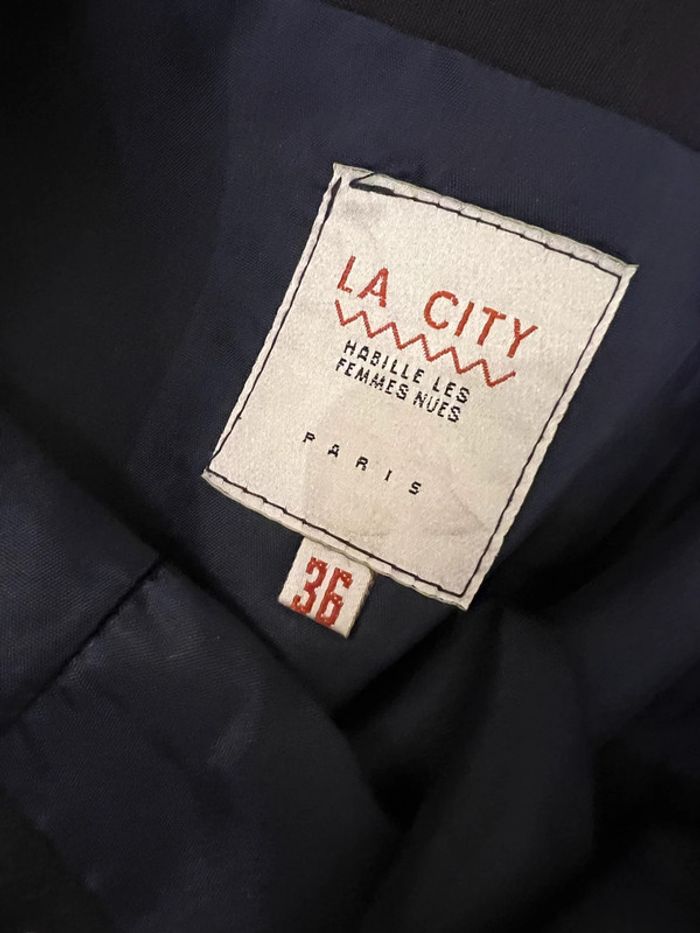 LA CITY
HABILLE LES
FEMMES NUES
PARIS
36